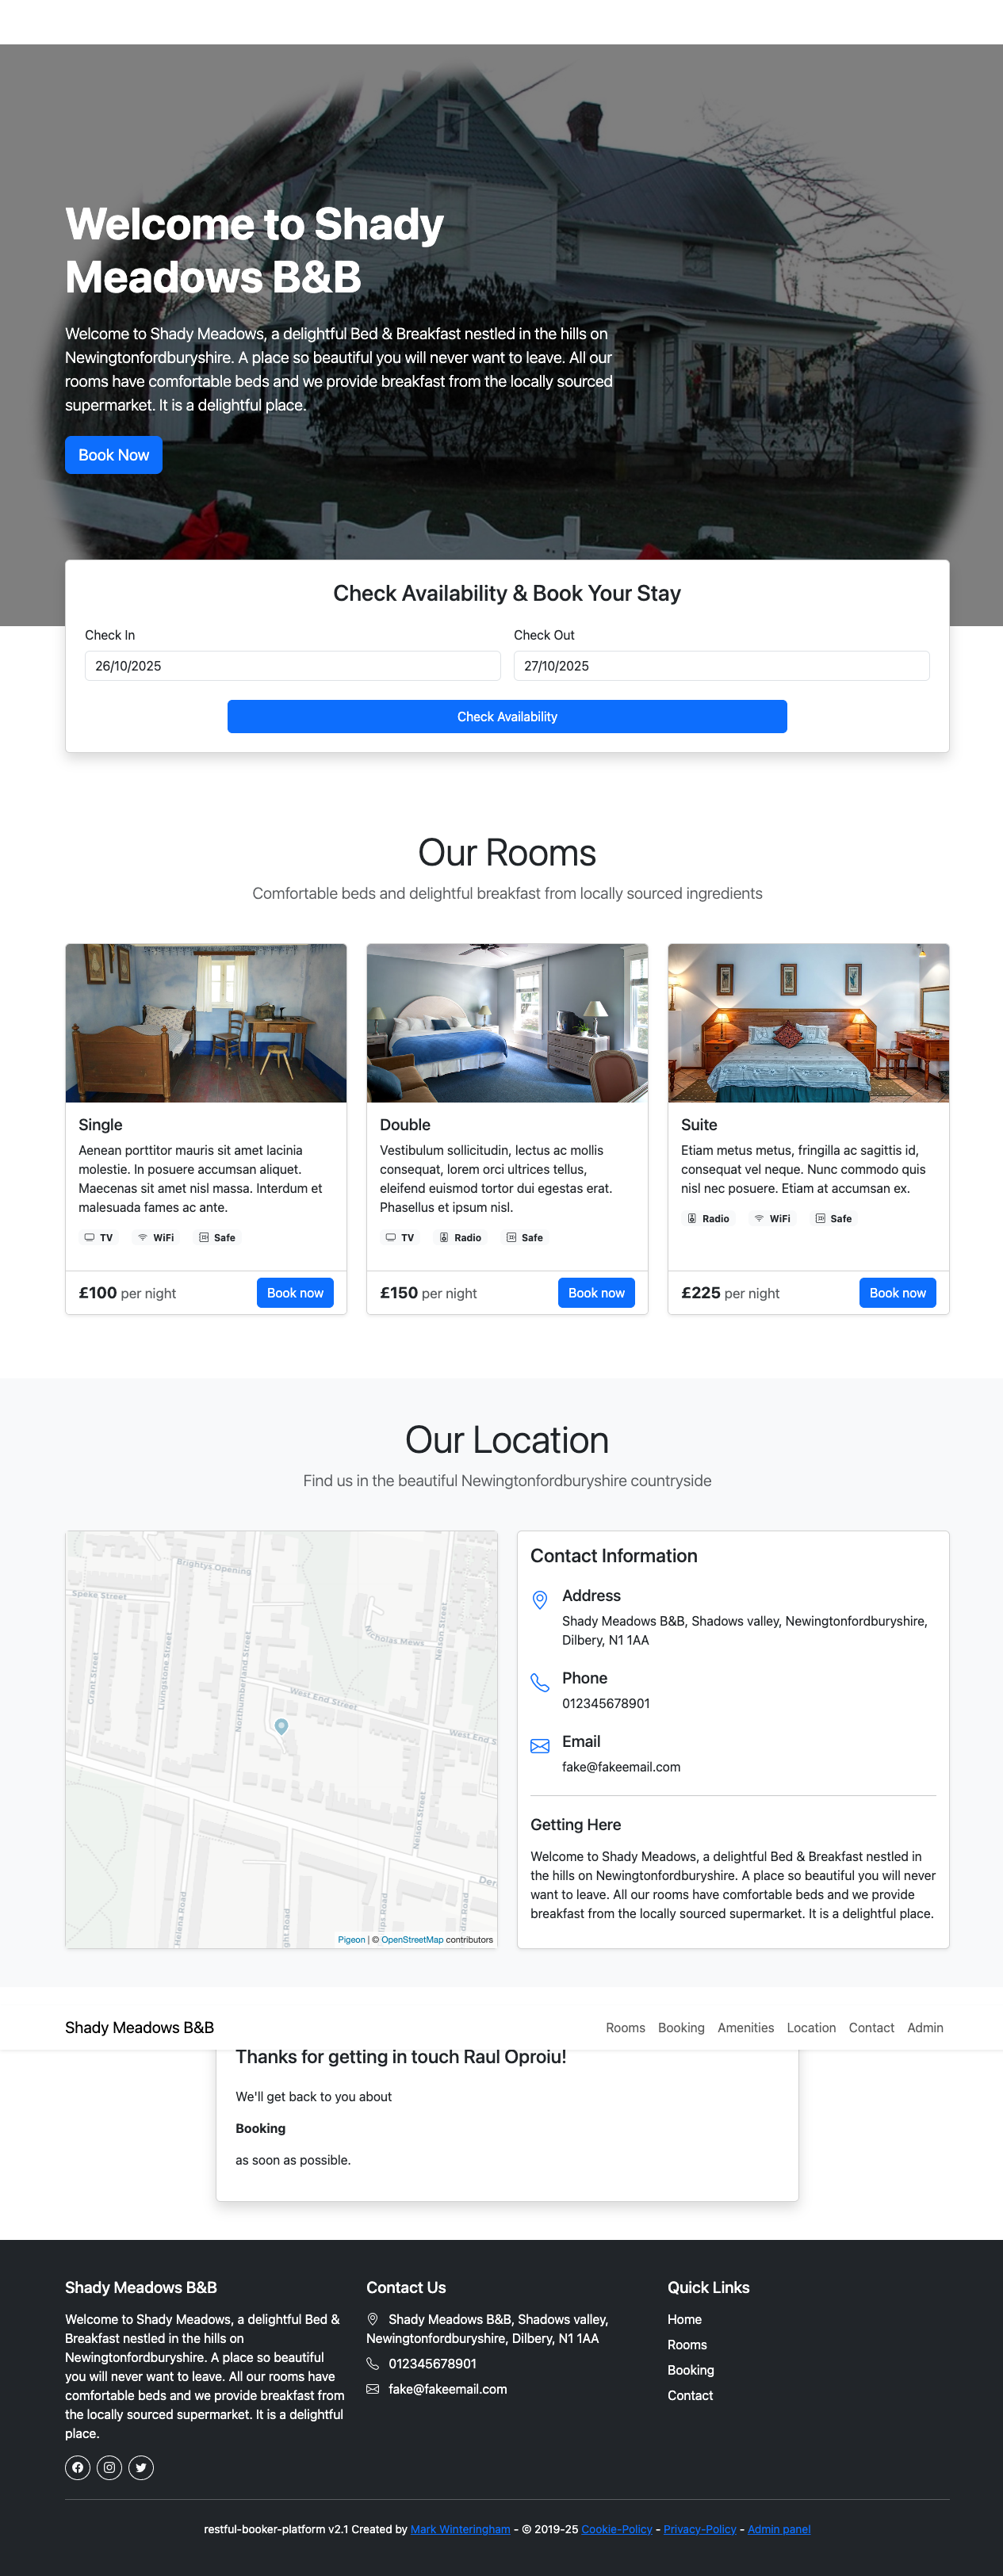 Welcome to Shady
Meadows B&B
Welcome to Shady Meadows, a delightful Bed & Breakfast nestled in the hills on
Newingtonfordburyshire. A place so beautiful you will never want to leave. All our
rooms have comfortable beds and we provide breakfast from the locally sourced
supermarket. It is a delightful place.
Book Now
Check Availability & Book Your Stay
Check In
Check Out
26/10/2025
27/10/2025
Check Availability
Our Rooms
Comfortable beds and delightful breakfast from locally sourced ingredients
Single
Aenean porttitor mauris sit amet lacinia
molestie. In posuere accumsan aliquet.
Maecenas sit amet nisl massa. Interdum et
malesuada fames ac ante.
TV WiFi Safe
£100 per night
Book now
Double
Vestibulum sollicitudin, lectus ac mollis
consequat, lorem orci ultrices tellus,
eleifend euismod tortor dui egestas erat.
Phasellus et ipsum nisl.
TV Radio Safe
£150 per night
Book now
Suite
Etiam metus metus, fringilla ac sagittis id,
consequat vel neque. Nunc commodo quis
nisl nec posuere. Etiam at accumsan ex.
Radio WiFi Safe
£225 per night
Book now
Our Location
Find us in the beautiful Newingtonfordburyshire countryside
Brightys Opening
Speke Street
Nicholas Mews
Nelson Street
Grant Street
Livingstone Street
Northumberland Street
West End Street
West End S
Nelson Street
Der
Helena Road
ght Road
lips Road
dra Road
Pigeon | © OpenStreetMap contributors
Contact Information
Address
Shady Meadows B&B, Shadows valley, Newingtonfordburyshire,
Dilbery, N1 1AA
Phone
012345678901
Email
fake@fakeemail.com
Getting Here
Welcome to Shady Meadows, a delightful Bed & Breakfast nestled in
the hills on Newingtonfordburyshire. A place so beautiful you will never
want to leave. All our rooms have comfortable beds and we provide
breakfast from the locally sourced supermarket. It is a delightful place.
Shady Meadows B&B
Rooms Booking Amenities Location Contact Admin
Thanks for getting in touch Raul Oproiu!
We'll get back to you about
Booking
as soon as possible.
Shady Meadows B&B
Welcome to Shady Meadows, a delightful Bed &
Breakfast nestled in the hills on
Newingtonfordburyshire. A place so beautiful
you will never want to leave. All our rooms have
comfortable beds and we provide breakfast from
the locally sourced supermarket. It is a delightful
place.
Contact Us
Shady Meadows B&B, Shadows valley,
Newingtonfordburyshire, Dilbery, N1 1AA
012345678901
fake@fakeemail.com
Quick Links
Home
Rooms
Booking
Contact
restful-booker-platform v2.1 Created by Mark Winteringham - © 2019-25 Cookie-Policy - Privacy-Policy - Admin panel